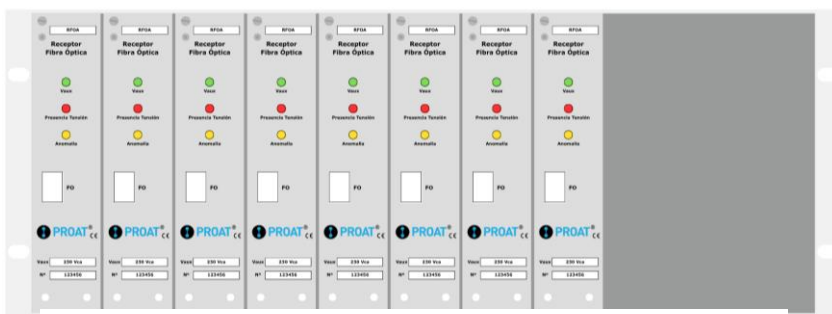 RFOA
Receptor
Fibra Óptica
Vaux
Presencia Tensión
Anomalía
FO
PROAT® CE
Vaux 230 Vca
Nº 123456
RFOA
Receptor
Fibra Óptica
Vaux
Presencia Tensión
Anomalía
FO
PROAT® CE
Vaux 230 Vca
Nº 123456
RFOA
Receptor
Fibra Óptica
Vaux
Presencia Tensión
Anomalía
FO
PROAT® CE
Vaux 230 Vca
Nº 123456
RFOA
Receptor
Fibra Óptica
Vaux
Presencia Tensión
Anomalía
FO
PROAT® CE
Vaux 230 Vca
Nº 123456
RFOA
Receptor
Fibra Óptica
Vaux
Presencia Tensión
Anomalía
FO
PROAT® CE
Vaux 230 Vca
Nº 123456
RFOA
Receptor
Fibra Óptica
Vaux
Presencia Tensión
Anomalía
FO
PROAT® CE
Vaux 230 Vca
Nº 123456
RFOA
Receptor
Fibra Óptica
Vaux
Presencia Tensión
Anomalía
FO
PROAT® CE
Vaux 230 Vca
Nº 123456
RFOA
Receptor
Fibra Óptica
Vaux
Presencia Tensión
Anomalía
FO
PROAT® CE
Vaux 230 Vca
Nº 123456